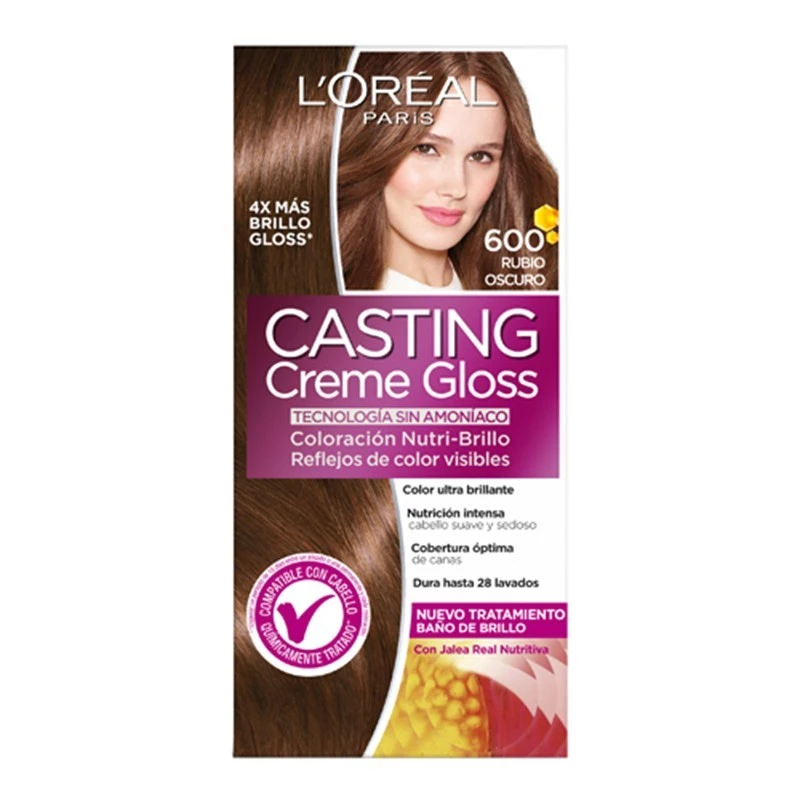 L'ORÉAL
PARIS
4X MÁS
BRILLO
GLOSS*
600
RUBIO
OSCURO
CASTING
Creme Gloss
TECNOLOGÍA SIN AMONÍACO
Coloración Nutri-Brillo
Reflejos de color visibles
Color ultra brillante
Nutrición intensa
cabello suave y sedoso
Cobertura óptima
de canas
Dura hasta 28 lavados
COMPATIBLE CON CABELLO
QUÍMICAMENTE TRATADO**
NUEVO TRATAMIENTO
BAÑO DE BRILLO
Con Jalea Real Nutritiva